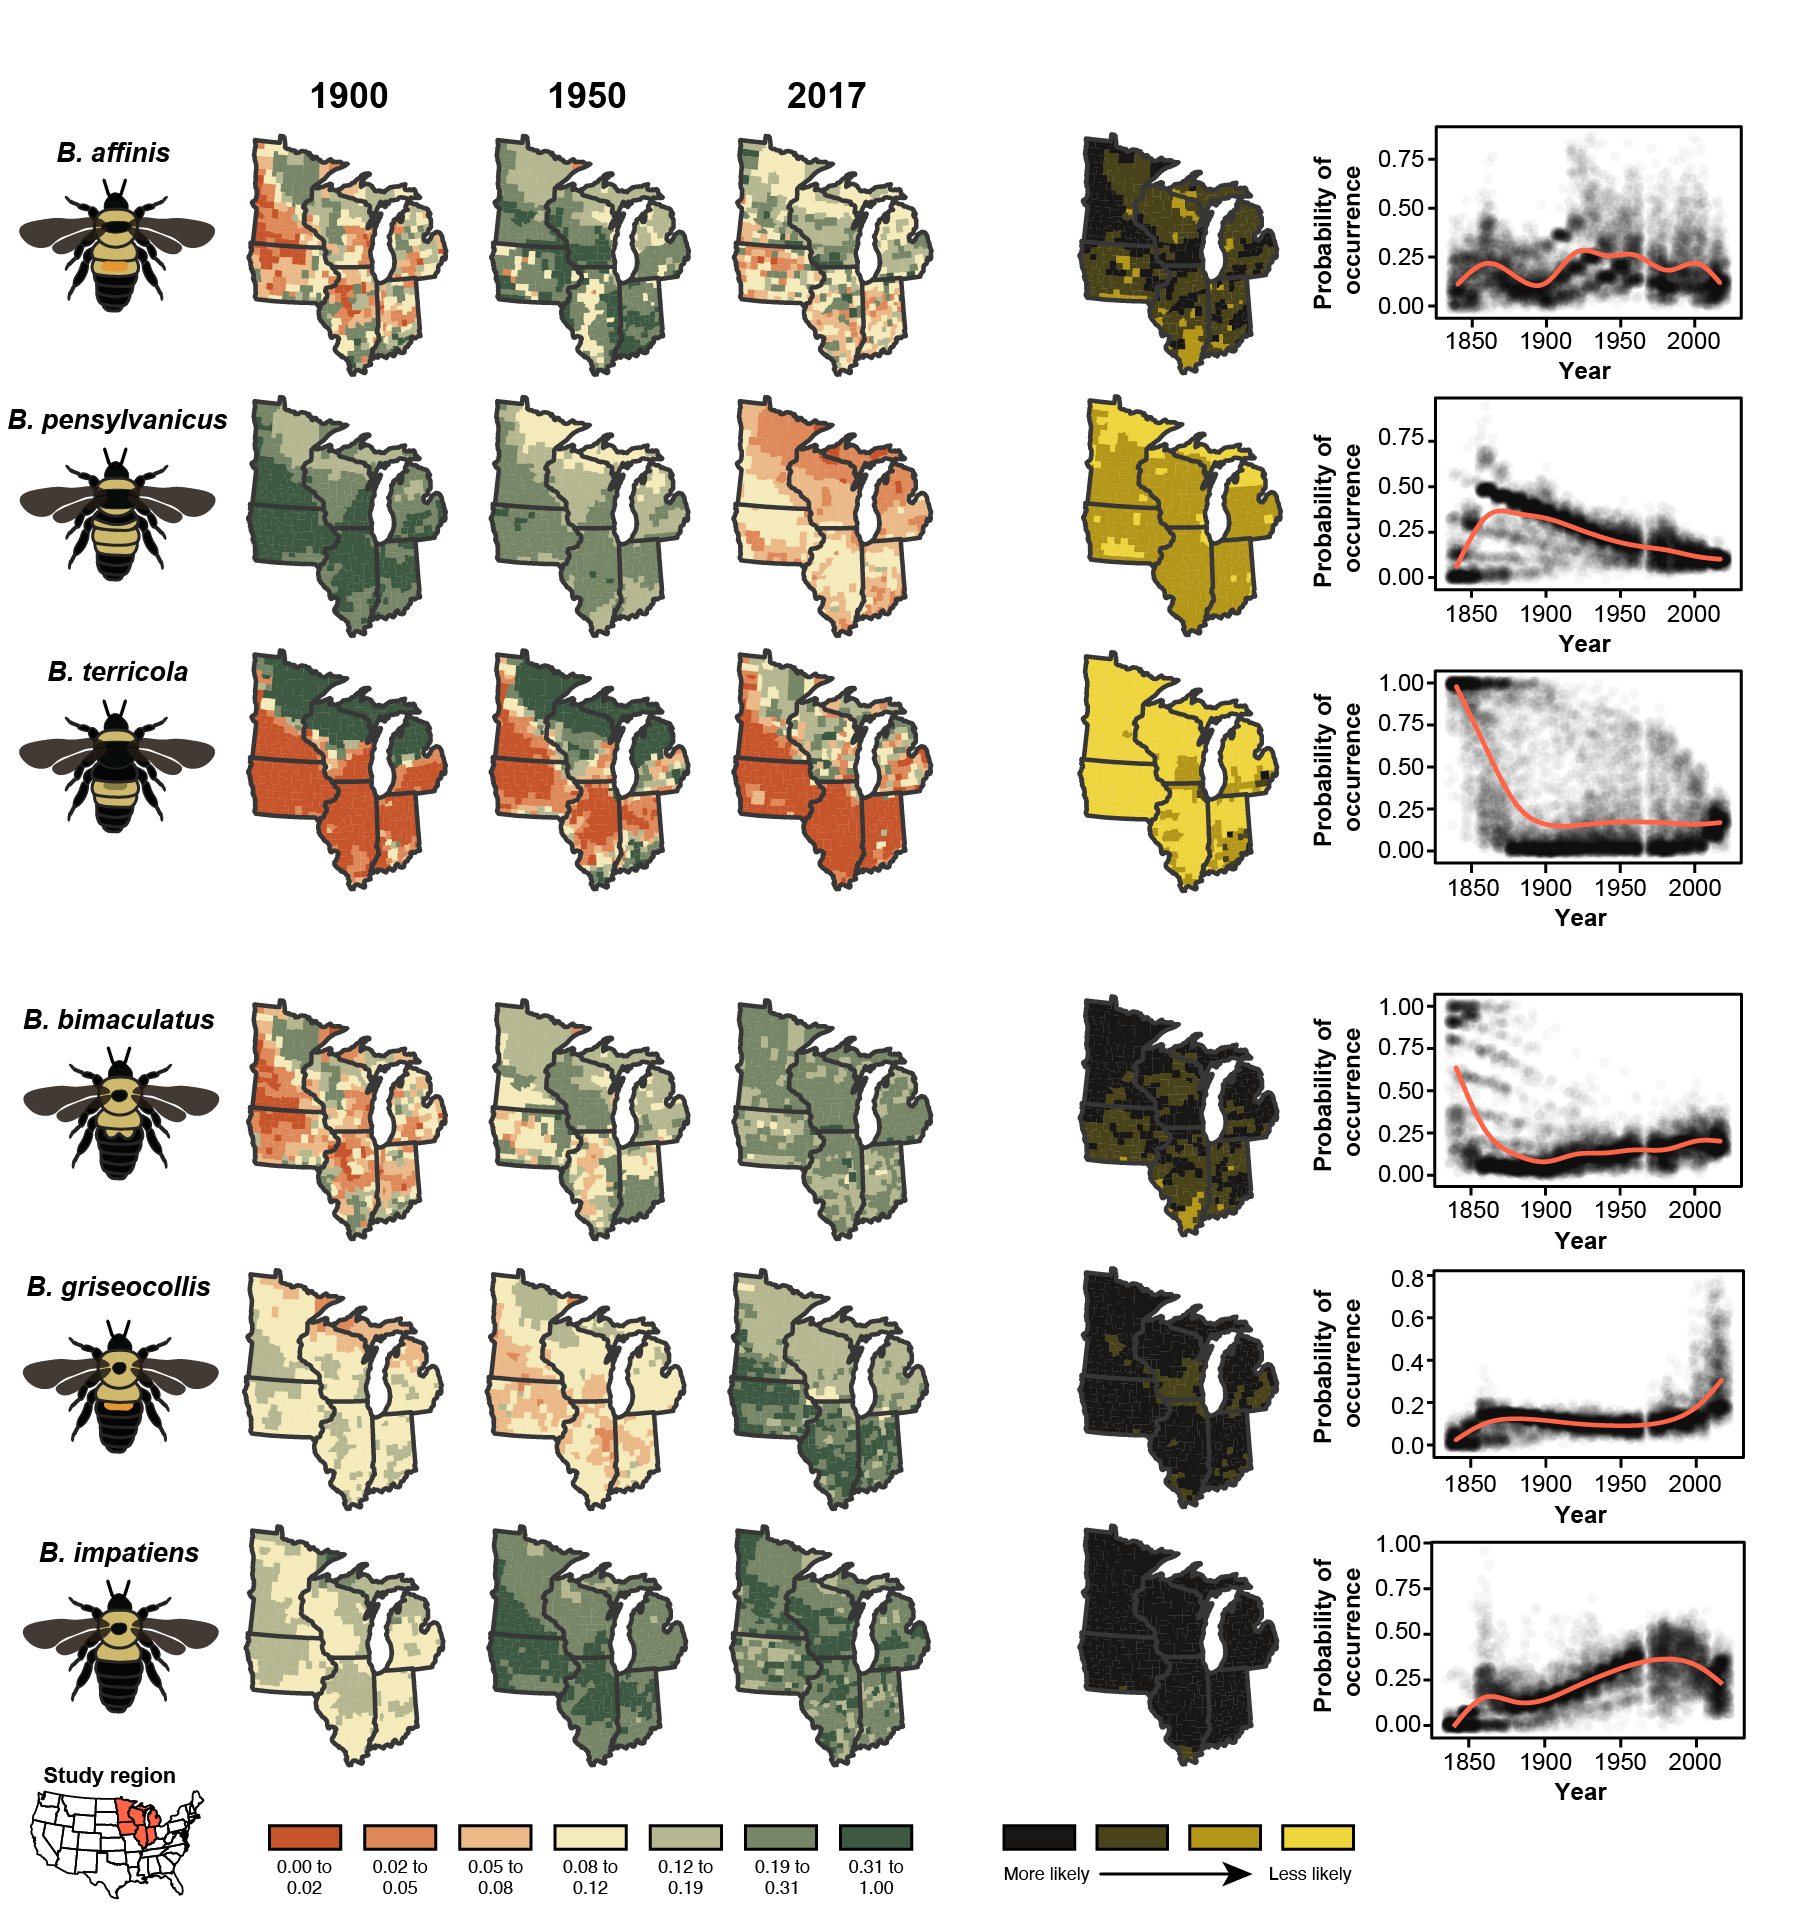 1900 1950 2017
B. affinis
Probability of
occurrence
0.75
0.50
0.25
0.00
1850 1900 1950 2000
Year
B. pensylvanicus
Probability of
occurrence
0.75
0.50
0.25
0.00
1850 1900 1950 2000
Year
B. terricola
Probability of
occurrence
1.00
0.75
0.50
0.25
0.00
1850 1900 1950 2000
Year
B. bimaculatus
Probability of
occurrence
1.00
0.75
0.50
0.25
0.00
1850 1900 1950 2000
Year
B. griseocollis
Probability of
occurrence
0.8
0.6
0.4
0.2
0.0
1850 1900 1950 2000
Year
B. impatiens
Probability of
occurrence
1.00
0.75
0.50
0.25
0.00
1850 1900 1950 2000
Year
Study region
0.00 to 0.02 to 0.05 to 0.08 to 0.12 to 0.19 to 0.31 to
0.02 0.05 0.08 0.12 0.19 0.31 1.00
More likely Less likely